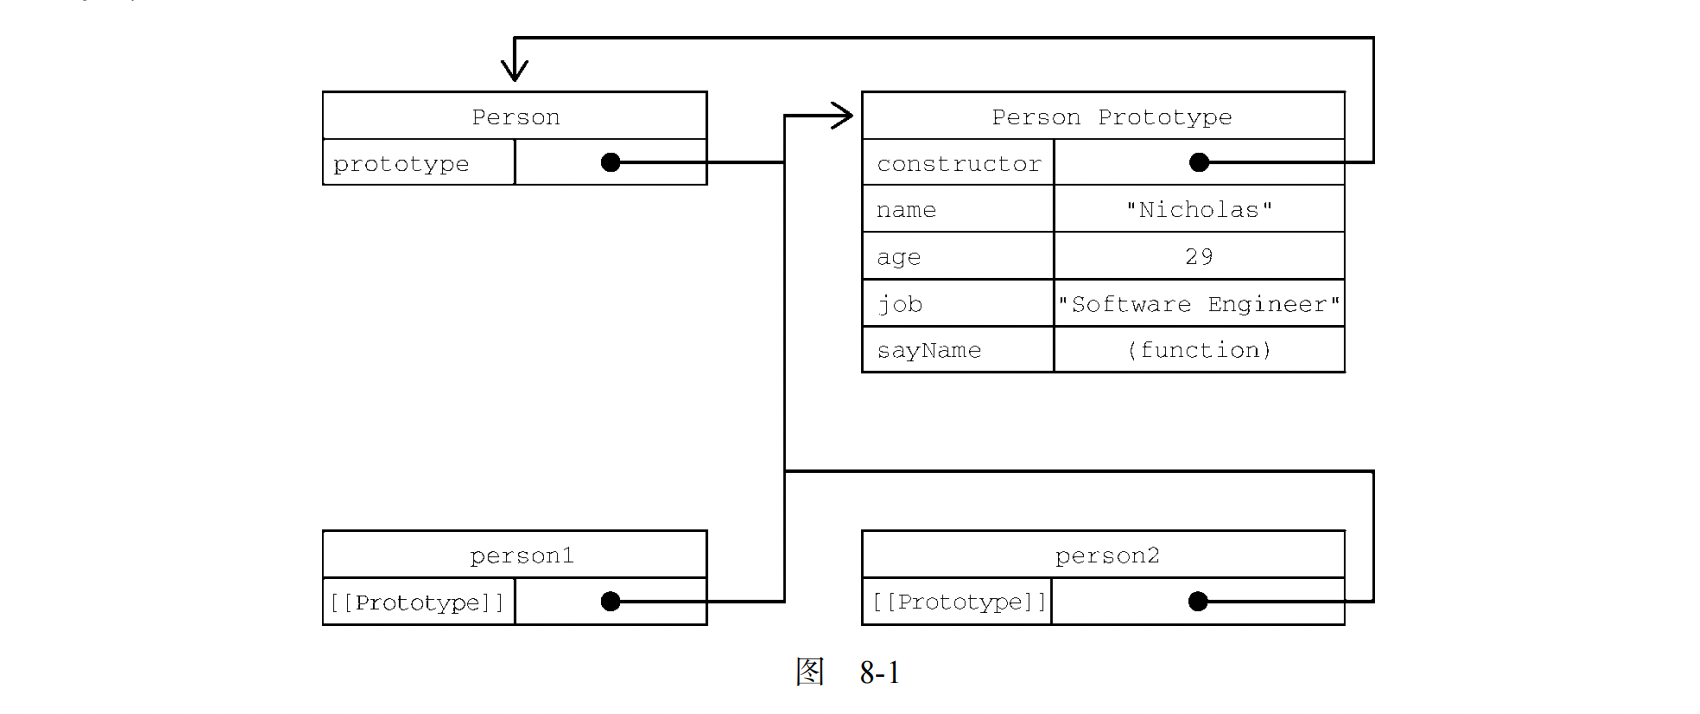 Person
prototype
Person Prototype
constructor
name "Nicholas"
age 29
job "Software Engineer"
sayName (function)
person1
[[Prototype]]
person2
[[Prototype]]
图 8-1